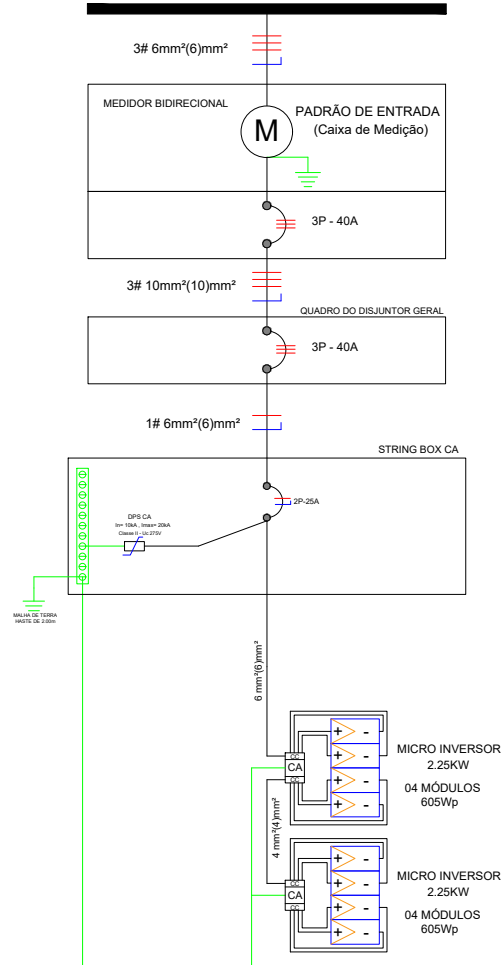 3# 6mm²(6)mm²
MEDIDOR BIDIRECIONAL
PADRÃO DE ENTRADA
(Caixa de Medição)
M
3P - 40A
3# 10mm²(10)mm²
QUADRO DO DISJUNTOR GERAL
3P - 40A
1# 6mm²(6)mm²
STRING BOX CA
2P-25A
DPS CA
In= 10kA , Imax= 20kA
Classe II - Uc:275V
MALHA DE TERRA
HASTE DE 2.00m
6 mm²(6)mm²
CC
CA
CC
+ -
+ -
+ -
+ -
MICRO INVERSOR
2.25KW
04 MÓDULOS
605Wp
4 mm²(4)mm²
CC
CA
CC
+ -
+ -
+ -
+ -
MICRO INVERSOR
2.25KW
04 MÓDULOS
605Wp